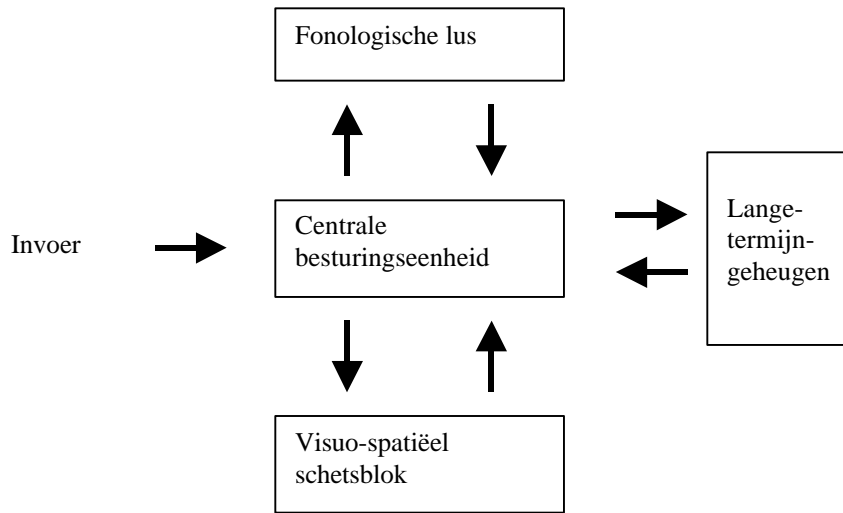 Fonologische lus
Centrale
besturingseenheid
Invoer
Lange-
termijn-
geheugen
Visuo-spatiëel
schetsblok